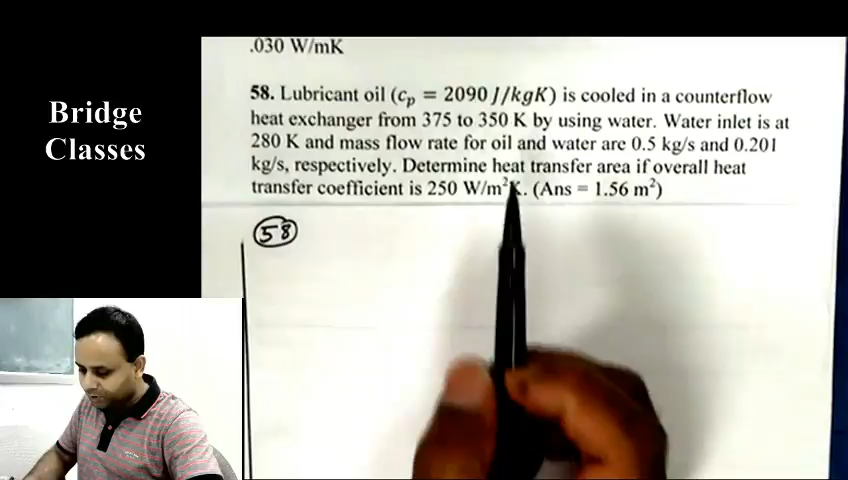 Bridge
Classes
.030 W/mK
58. Lubricant oil (cₚ = 2090 J//kgK) is cooled in a counterflow
heat exchanger from 375 to 350 K by using water. Water inlet is at
280 K and mass flow rate for oil and water are 0.5 kg/s and 0.201
kg/s, respectively. Determine heat transfer area if overall heat
transfer coefficient is 250 W/m²K. (Ans = 1.56 m²)
58